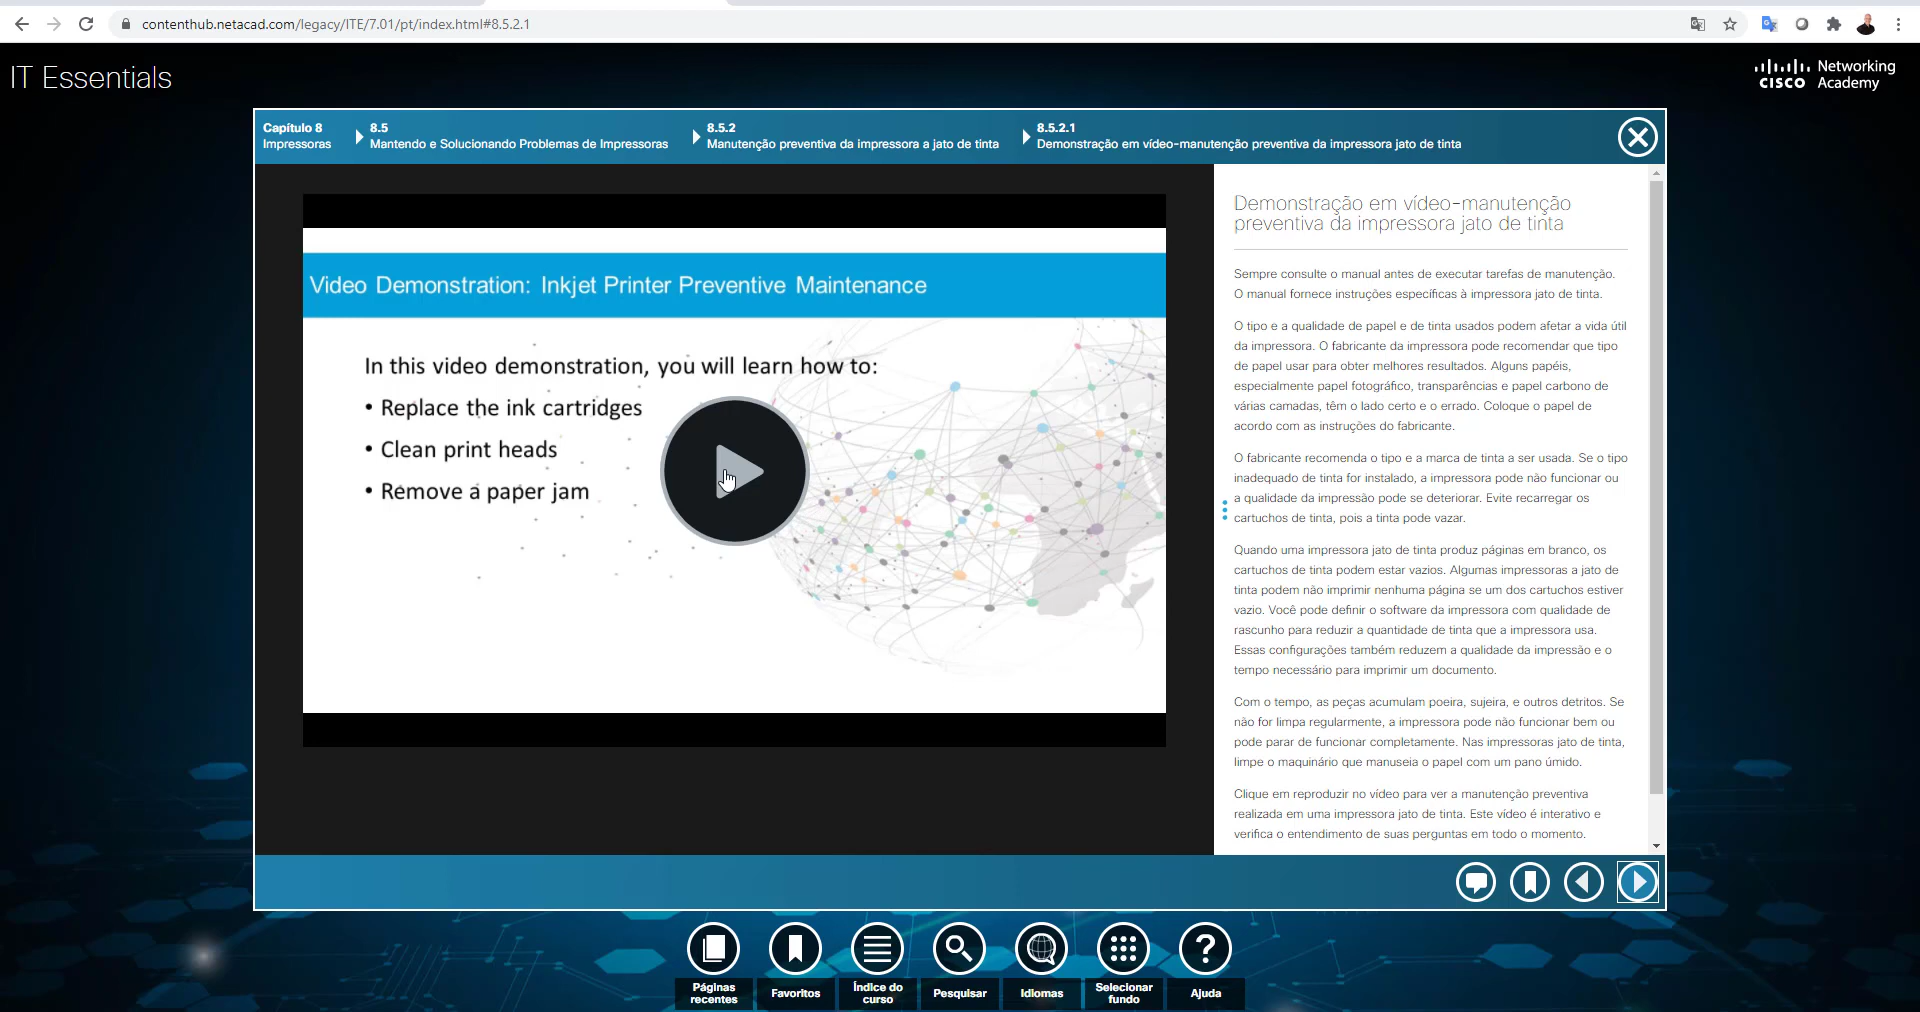 contenthub.netacad.com/legacy/ITE/7.01/pt/index.html#8.5.2.1
IT Essentials
CISCO
Networking
Academy
Capítulo 8
Impressoras
8.5
Mantendo e Solucionando Problemas de Impressoras
8.5.2
Manutenção preventiva da impressora a jato de tinta
8.5.2.1
Demonstração em vídeo-manutenção preventiva da impressora jato de tinta
Video Demonstration: Inkjet Printer Preventive Maintenance
In this video demonstration, you will learn how to:
• Replace the ink cartridges
• Clean print heads
• Remove a paper jam
Demonstração em vídeo-manutenção
preventiva da impressora jato de tinta
Sempre consulte o manual antes de executar tarefas de manutenção.
O manual fornece instruções específicas à impressora jato de tinta.
O tipo e a qualidade de papel e de tinta usados podem afetar a vida útil
da impressora. O fabricante da impressora pode recomendar que tipo
de papel usar para obter melhores resultados. Alguns papéis,
especialmente papel fotográfico, transparências e papel carbono de
várias camadas, têm o lado certo e o errado. Coloque o papel de
acordo com as instruções do fabricante.
O fabricante recomenda o tipo e a marca de tinta a ser usada. Se o tipo
inadequado de tinta for instalado, a impressora pode não funcionar ou
a qualidade da impressão pode se deteriorar. Evite recarregar os
cartuchos de tinta, pois a tinta pode vazar.
Quando uma impressora jato de tinta produz páginas em branco, os
cartuchos de tinta podem estar vazios. Algumas impressoras a jato de
tinta podem não imprimir nenhuma página se um dos cartuchos estiver
vazio. Você pode definir o software da impressora com qualidade de
rascunho para reduzir a quantidade de tinta que a impressora usa.
Essas configurações também reduzem a qualidade da impressão e o
tempo necessário para imprimir um documento.
Com o tempo, as peças acumulam poeira, sujeira, e outros detritos. Se
não for limpa regularmente, a impressora pode não funcionar bem ou
pode parar de funcionar completamente. Nas impressoras jato de tinta,
limpe o maquinário que manuseia o papel com um pano úmido.
Clique em reproduzir no vídeo para ver a manutenção preventiva
realizada em uma impressora jato de tinta. Este vídeo é interativo e
verifica o entendimento de suas perguntas em todo o momento.
Páginas
recentes
Favoritos
Índice do
curso
Pesquisar
Idiomas
Selecionar
fundo
Ajuda